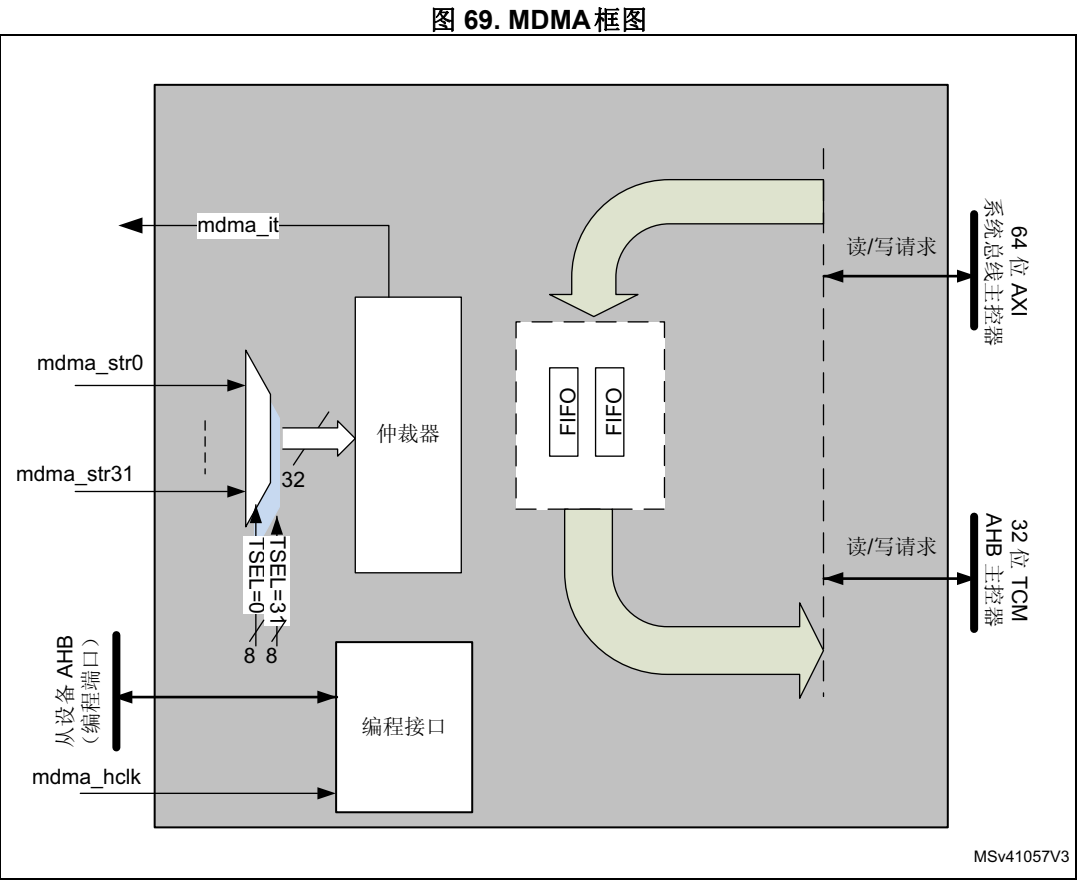 图 69. MDMA框图
mdma_it
mdma_str0
mdma_str31
32
TSEL=0
TSEL=31
8
8
仲裁器
FIFO
FIFO
读/写请求
64 位 AXI
系统总线主控器
读/写请求
32 位 TCM
AHB 主控器
从设备 AHB
（编程端口）
编程接口
mdma_hclk
MSv41057V3